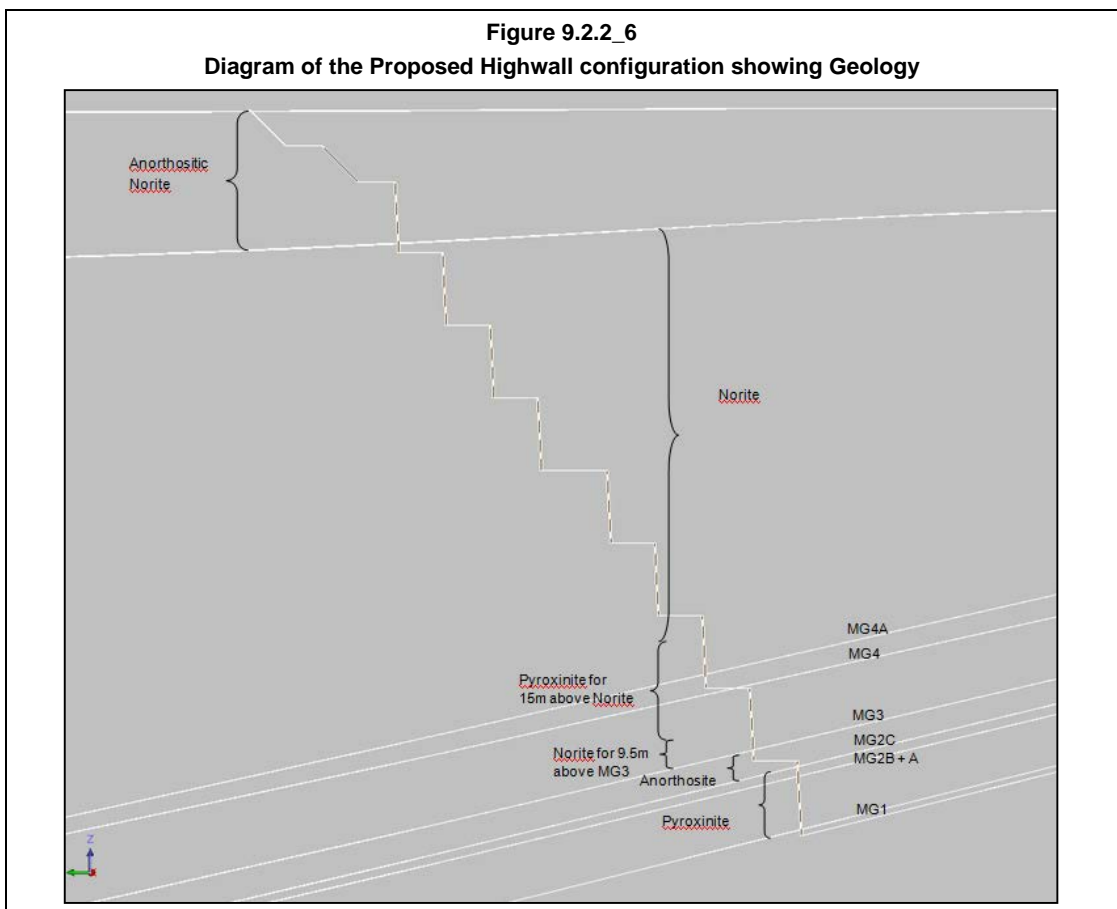 Figure 9.2.2_6
Diagram of the Proposed Highwall configuration showing Geology
Anorthositic
Norite
Norite
MG4A
MG4
Pyroxinite for
15m above Norite
MG3
MG2C
Norite for 9.5m
above MG3
MG2B + A
Anorthosite
MG1
Pyroxinite
Z